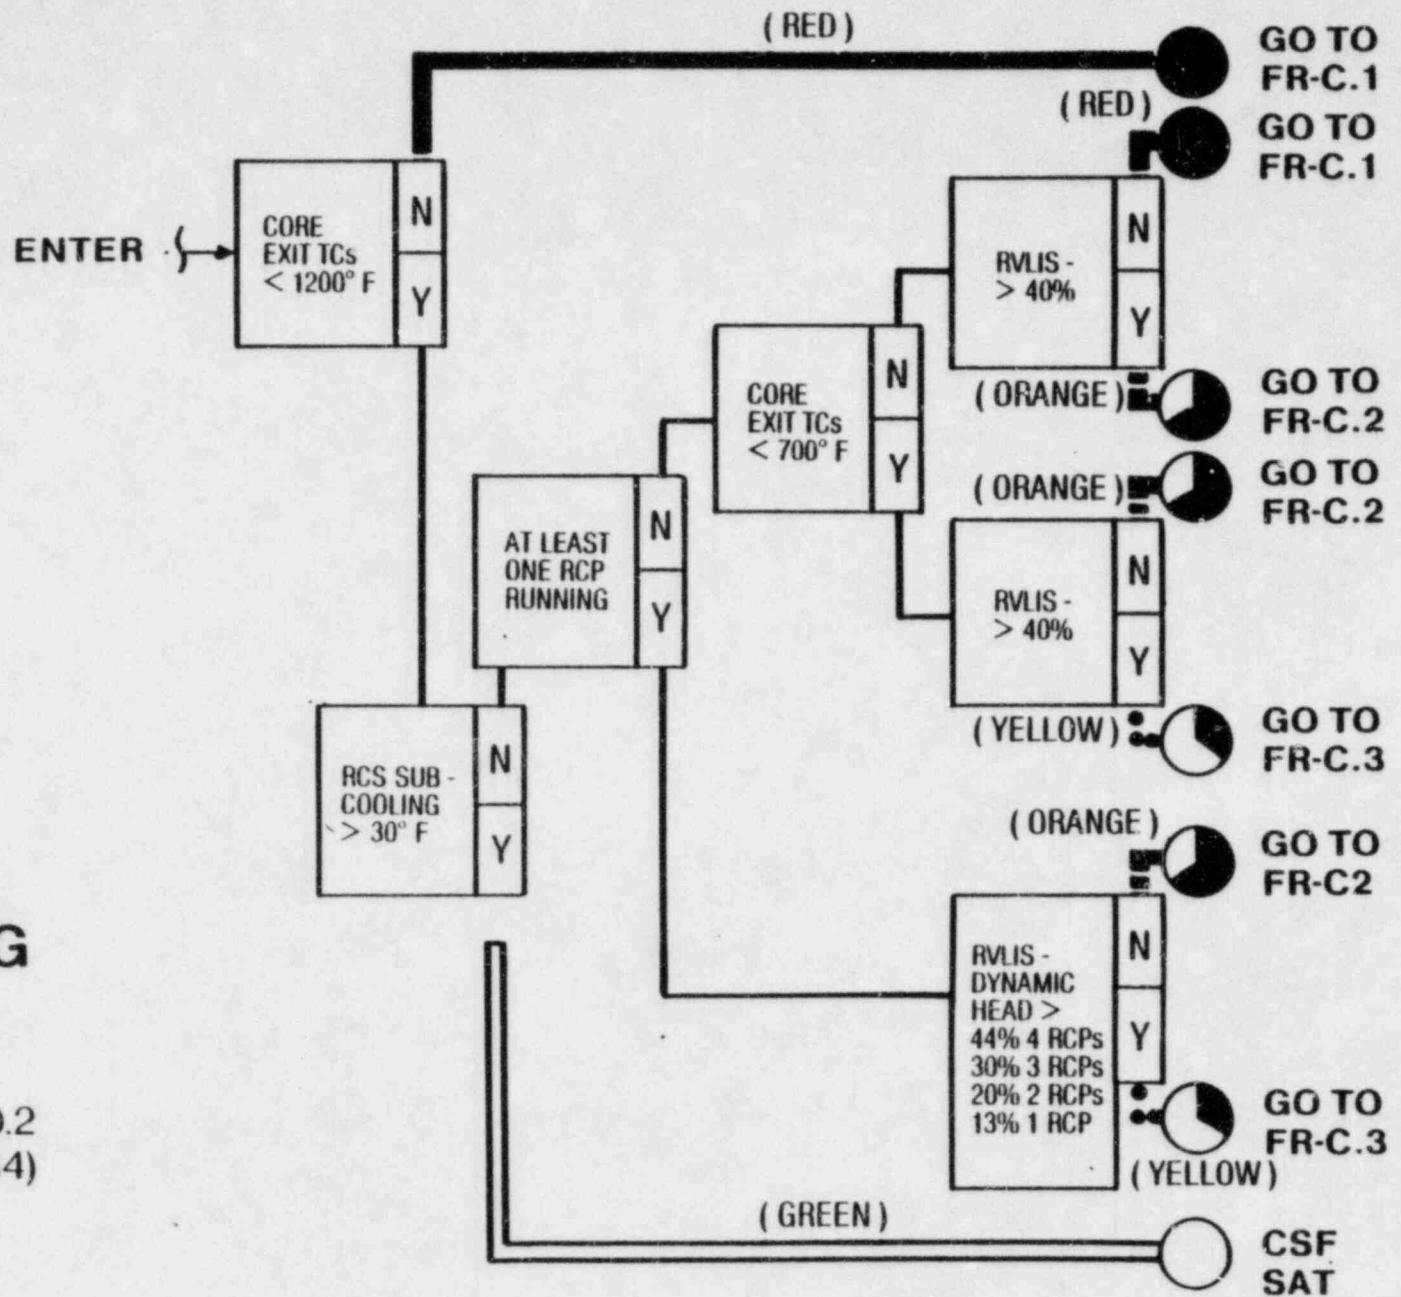 ( RED )
GO TO
FR-C.1
( RED )
GO TO
FR-C.1
ENTER
CORE
EXIT TCs
< 1200° F
N
Y
RVLIS -
> 40%
N
Y
( ORANGE )
GO TO
FR-C.2
CORE
EXIT TCs
< 700° F
N
Y
( ORANGE )
GO TO
FR-C.2
AT LEAST
ONE RCP
RUNNING
N
Y
RVLIS -
> 40%
N
Y
( YELLOW )
GO TO
FR-C.3
RCS SUB -
COOLING
> 30° F
N
Y
( ORANGE )
GO TO
FR-C2
G
RVLIS -
DYNAMIC
HEAD >
44% 4 RCPs
30% 3 RCPs
20% 2 RCPs
13% 1 RCP
N
Y
.2
4)
GO TO
FR-C.3
( YELLOW )
( GREEN )
CSF
SAT